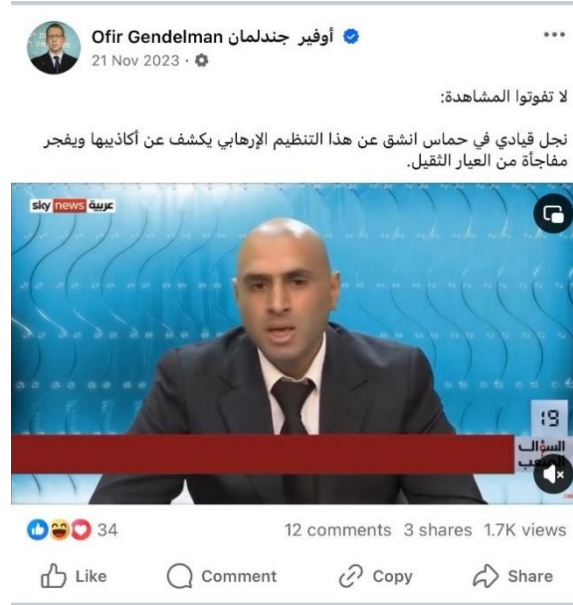 Ofir Gendelman أوفير جندلمان
21 Nov 2023 ·
لا تفوتوا المشاهدة:
نجل قيادي في حماس انشق عن هذا التنظيم الإرهابي يكشف عن أكاذيبها ويفجر
مفاجأة من العيار الثقيل.
sky news عربية
السؤال
الصعب
34
12 comments 3 shares 1.7K views
Like
Comment
Copy
Share